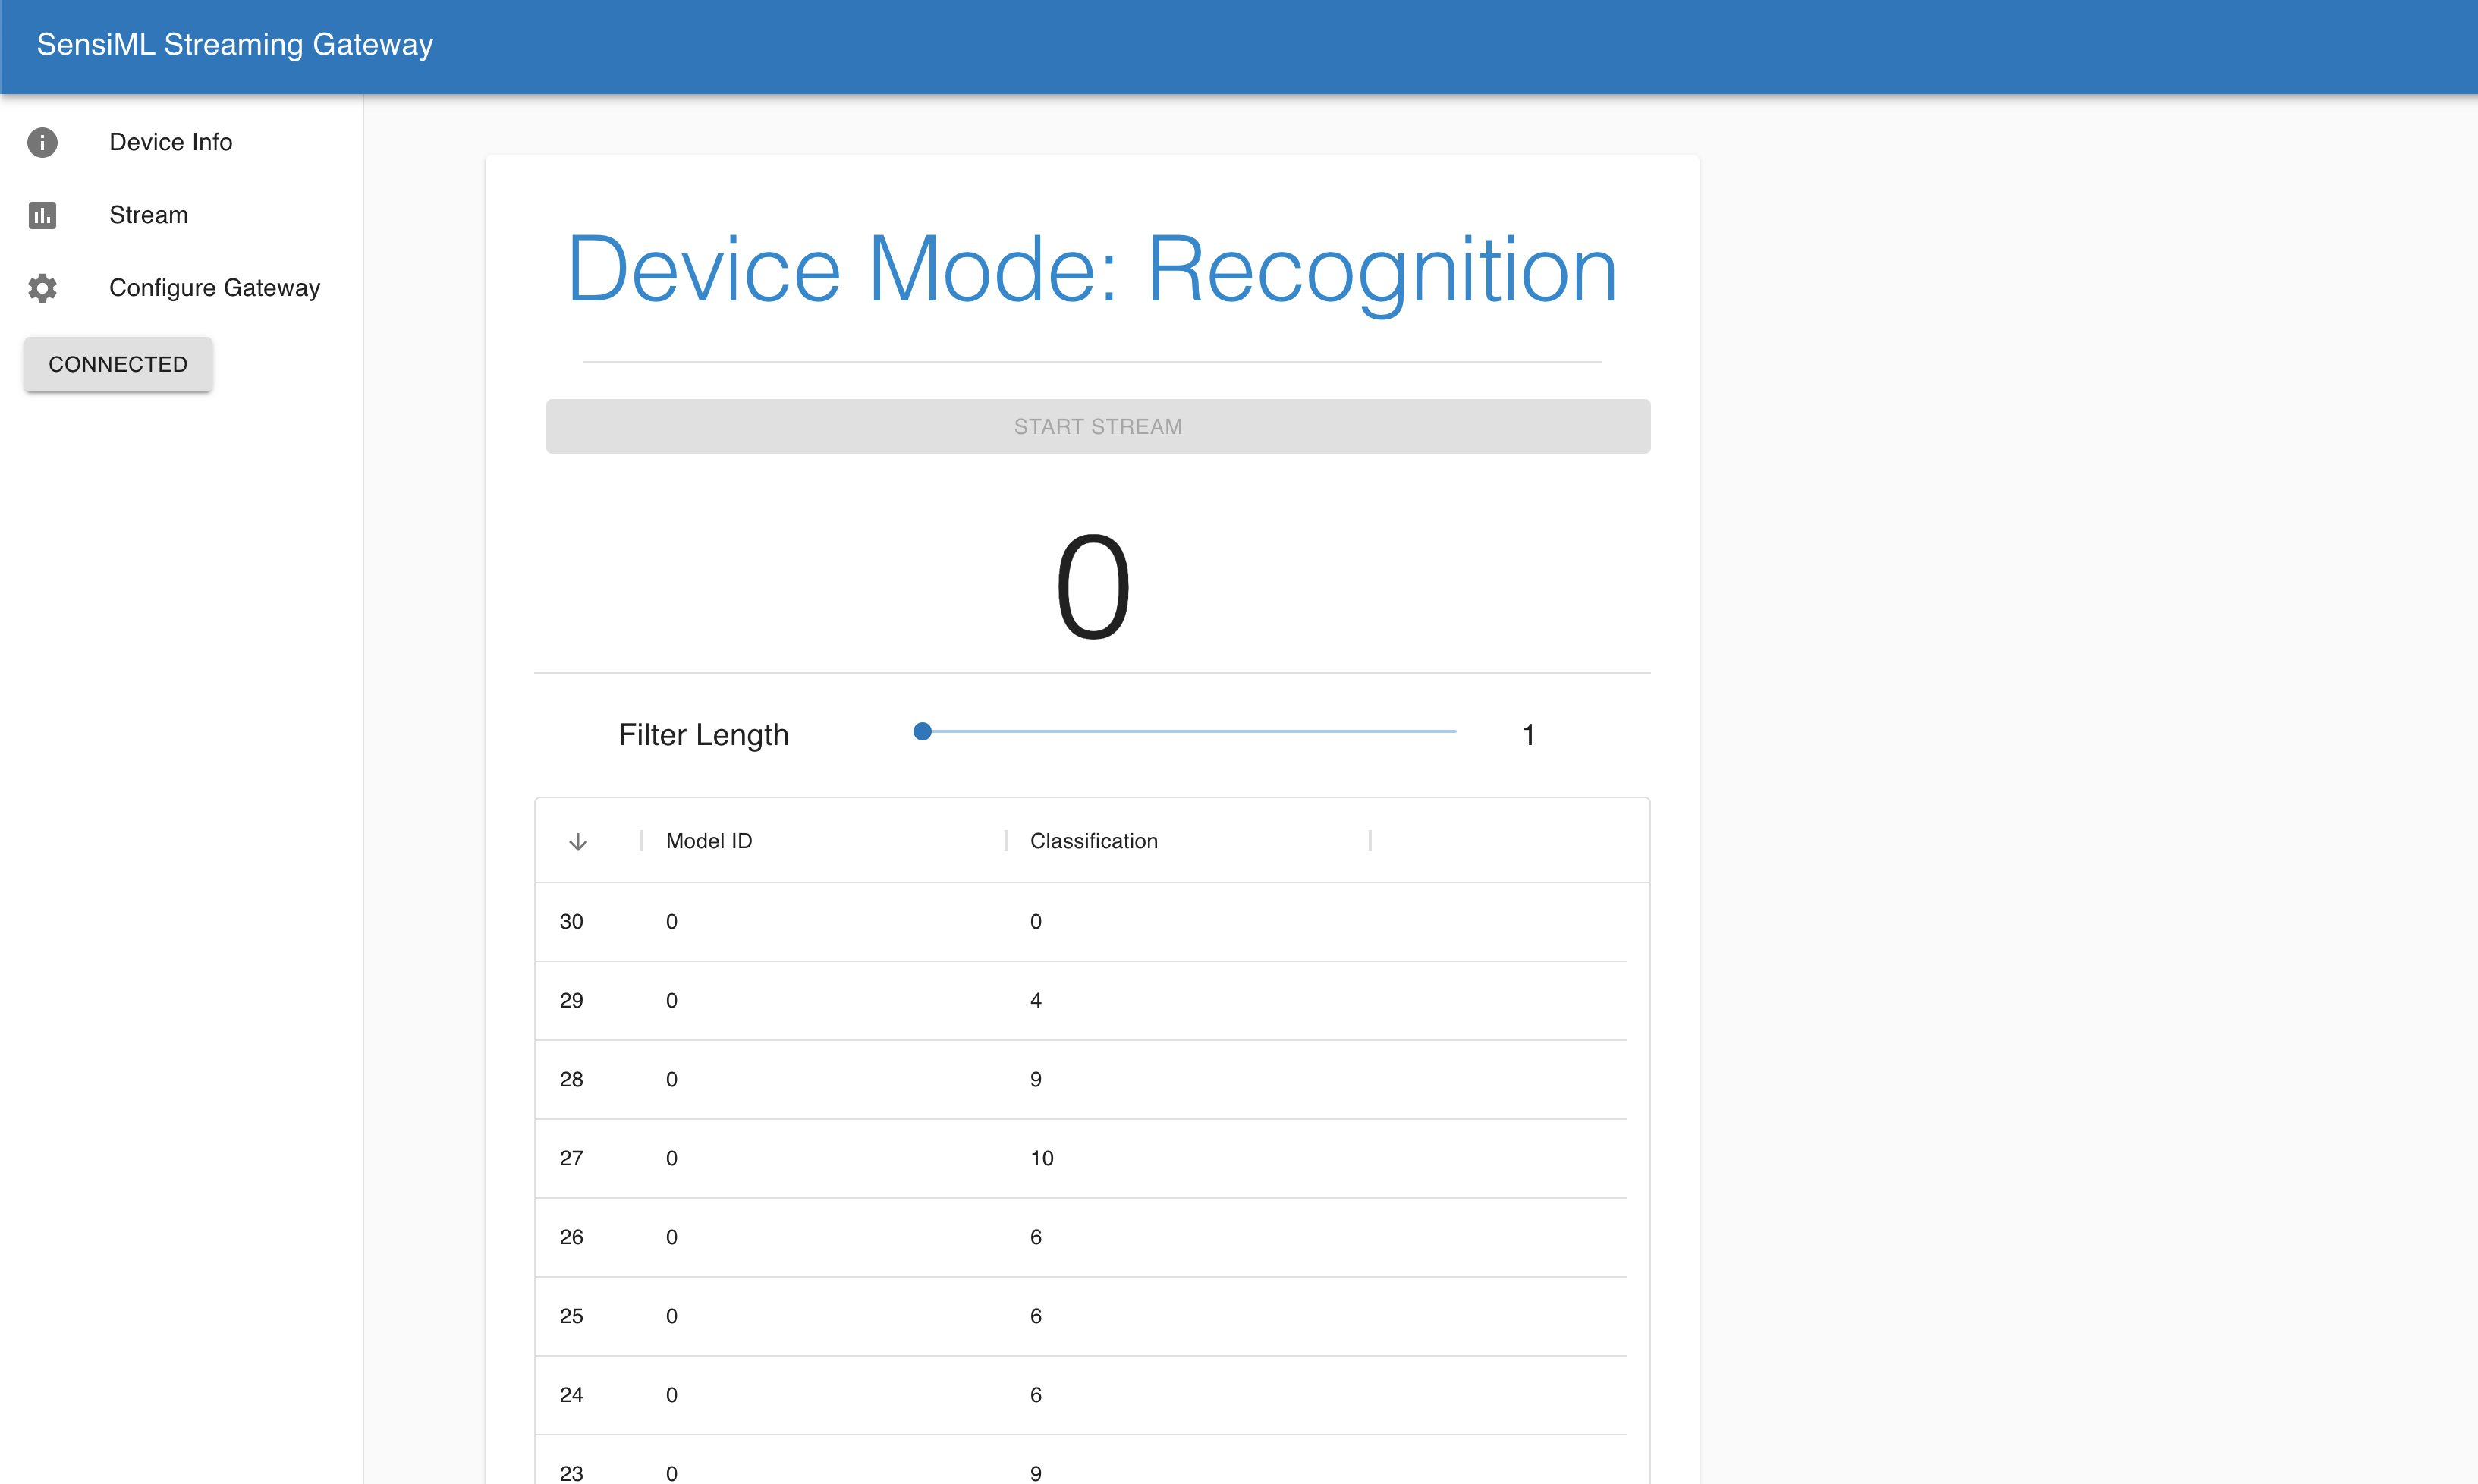 SensiML Streaming Gateway
Device Info
Stream
Configure Gateway
CONNECTED
Device Mode: Recognition
START STREAM
0
Filter Length 1
Model ID Classification
30 0 0
29 0 4
28 0 9
27 0 10
26 0 6
25 0 6
24 0 6
23 0 9